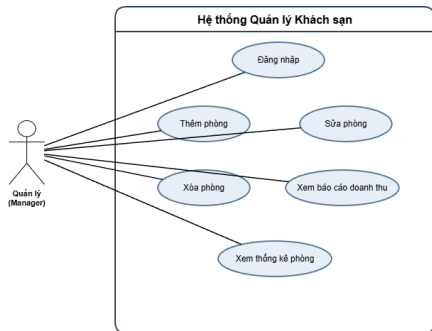 Hệ thống Quản lý Khách sạn
Đăng nhập
Thêm phòng
Sửa phòng
Quản lý
(Manager)
Xóa phòng
Xem báo cáo doanh thu
Xem thống kê phòng